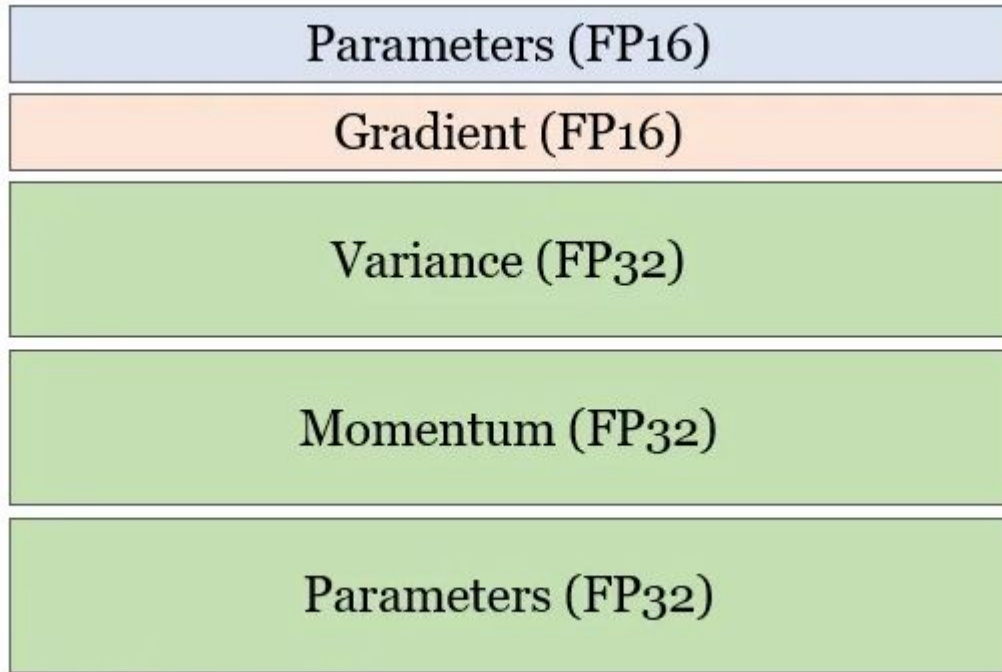 Parameters (FP16)
Gradient (FP16)
Variance (FP32)
Momentum (FP32)
Parameters (FP32)